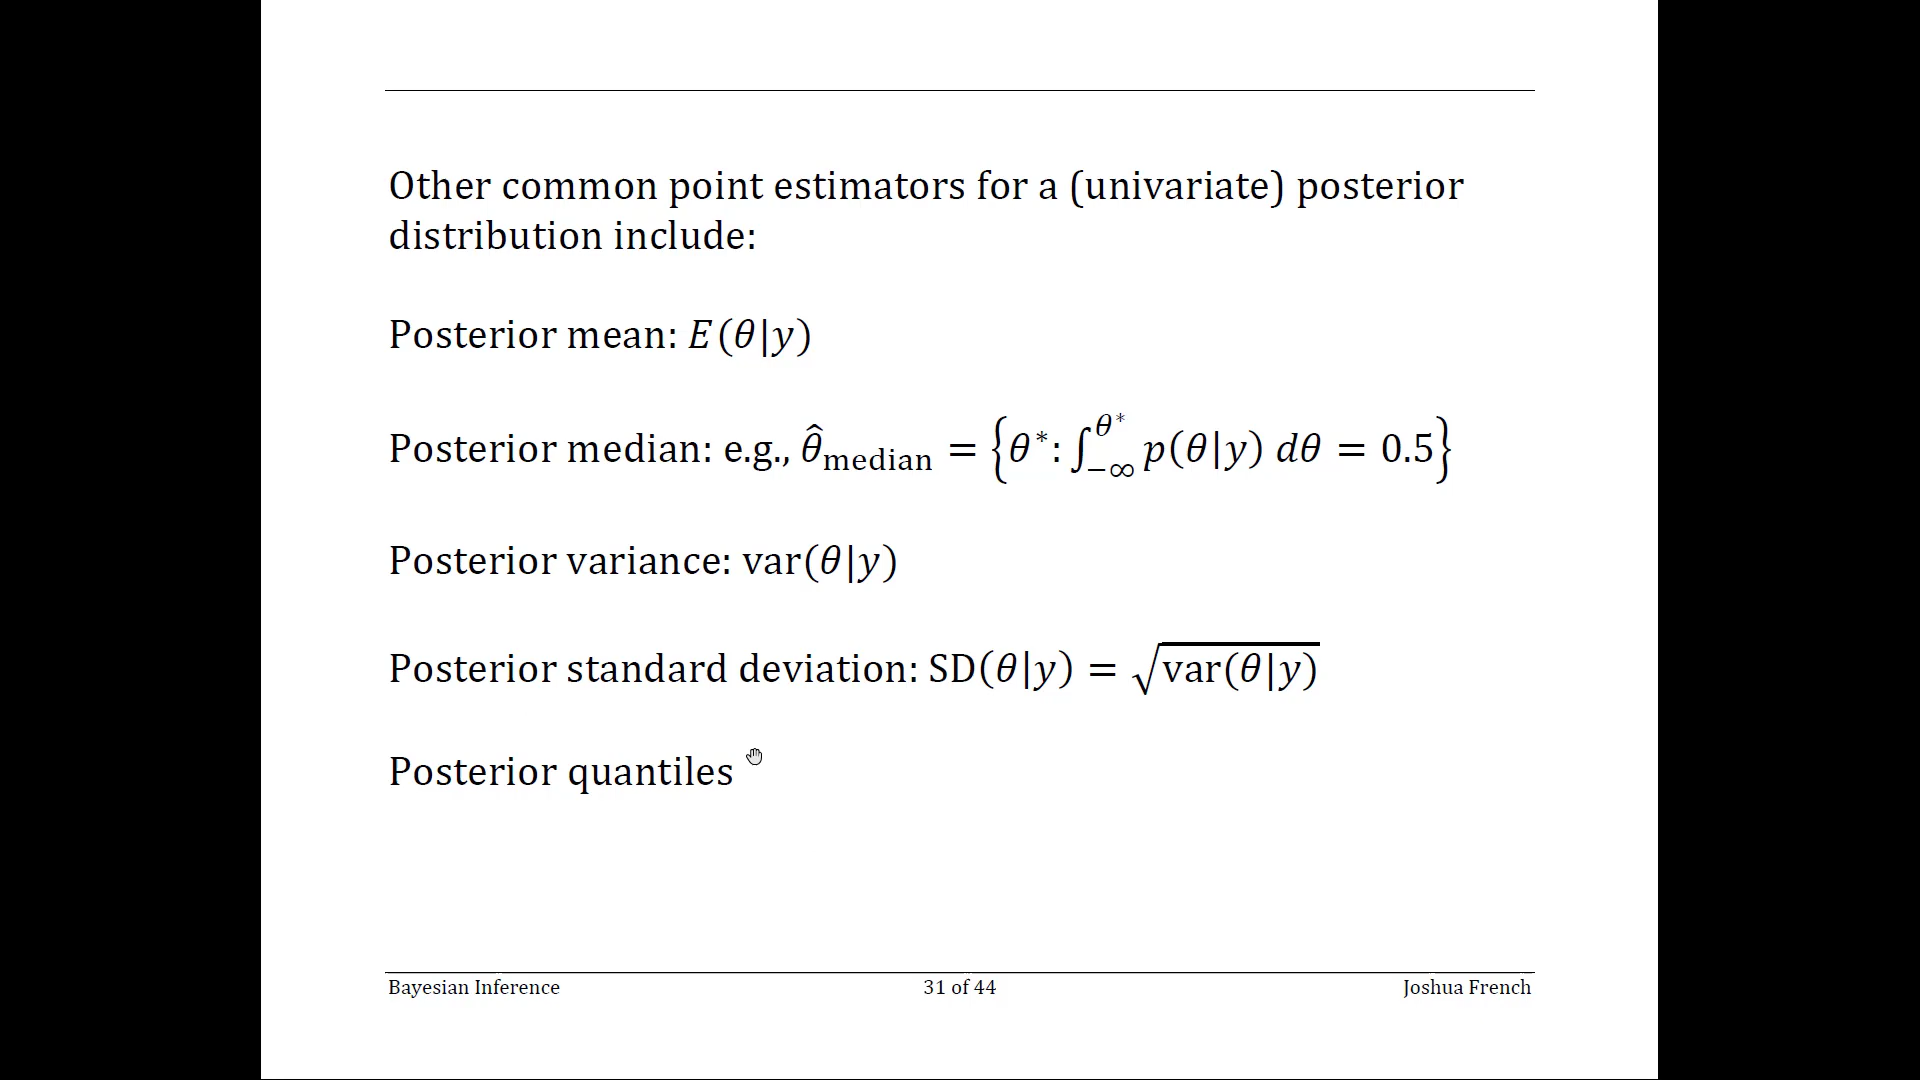 Other common point estimators for a (univariate) posterior
distribution include:
Posterior mean: E(θ|y)
Posterior median: e.g., θ̂_median = {θ*: ∫_{−∞}^{θ*} p(θ|y) dθ = 0.5}
Posterior variance: var(θ|y)
Posterior standard deviation: SD(θ|y) = √var(θ|y)
Posterior quantiles
Bayesian Inference 31 of 44 Joshua French